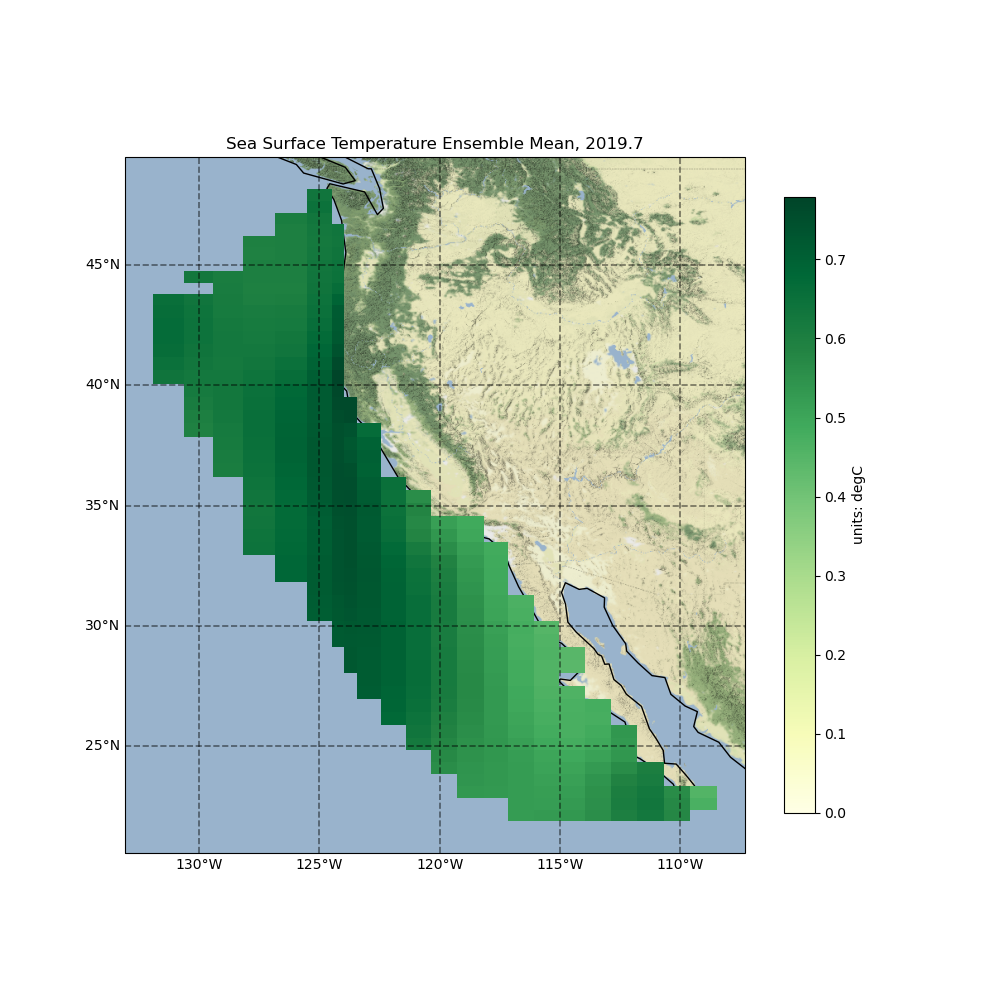 Sea Surface Temperature Ensemble Mean, 2019.7
45°N
40°N
35°N
30°N
25°N
130°W
125°W
120°W
115°W
110°W
0.7
0.6
0.5
0.4
0.3
0.2
0.1
0.0
units: degC